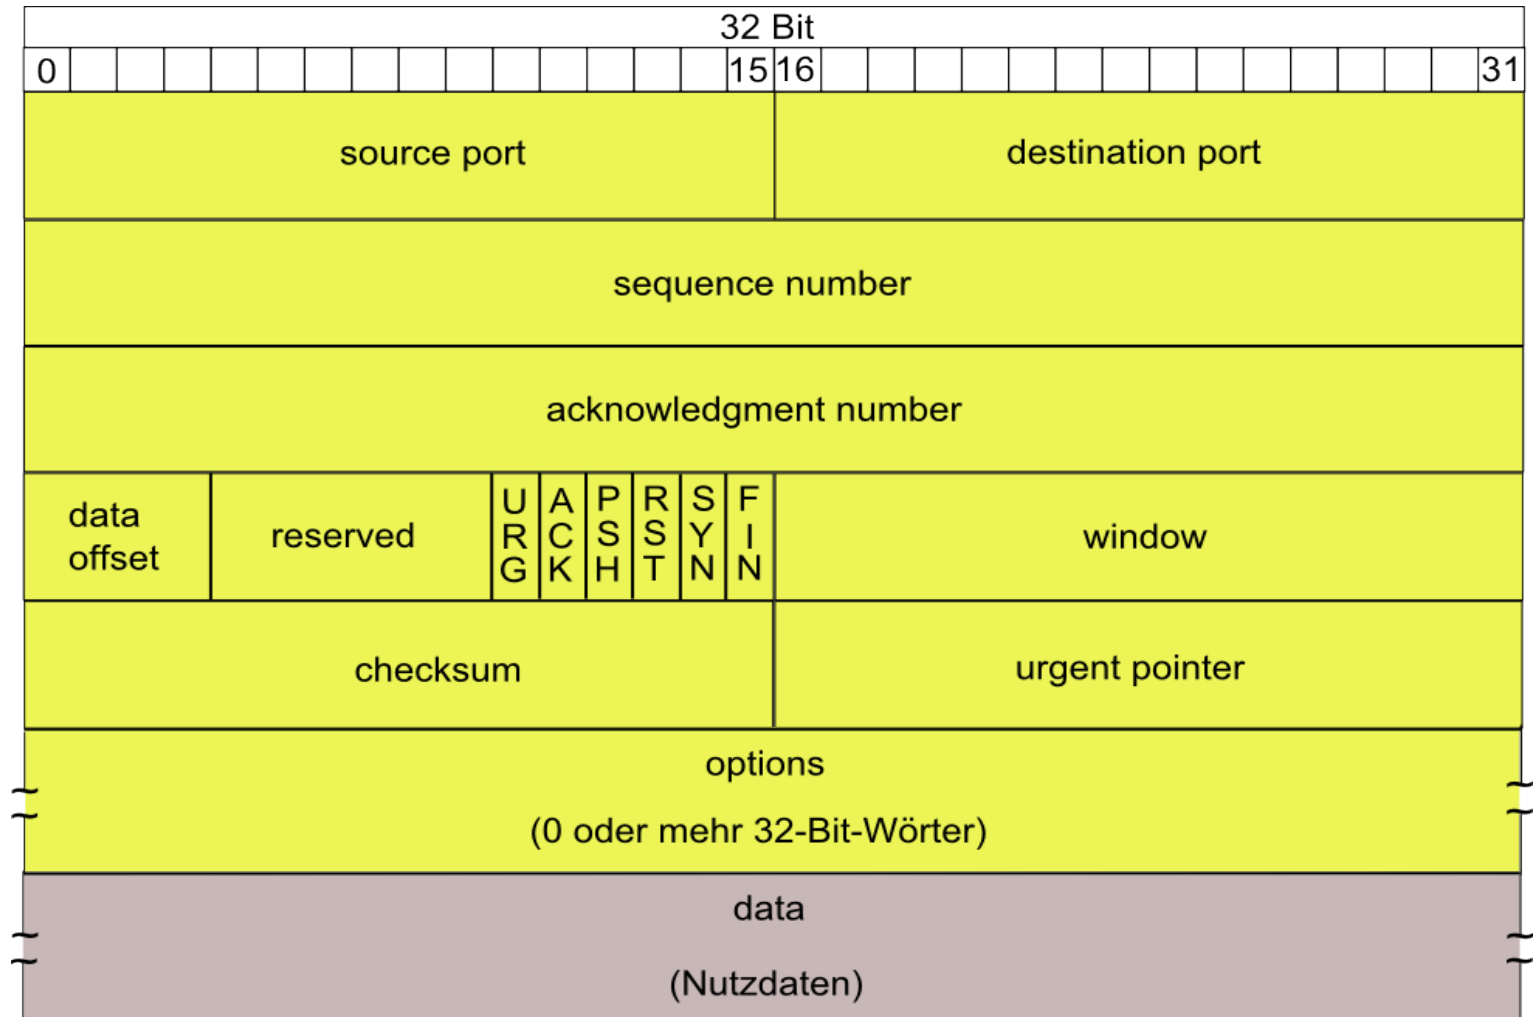 32 Bit
0 15 16 31
source port destination port
sequence number
acknowledgment number
data offset reserved URG ACK PSH RST SYN FIN window
checksum urgent pointer
options
(0 oder mehr 32-Bit-Wörter)
data
(Nutzdaten)